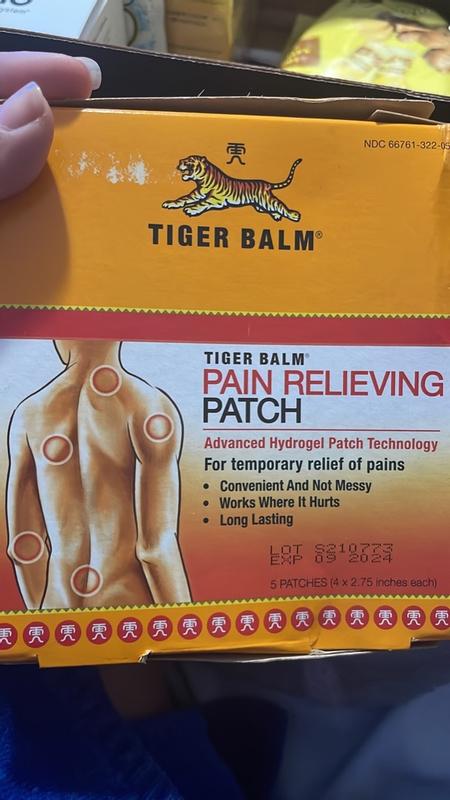 system®
NDC 66761-322-05
TIGER BALM®
TIGER BALM®
PAIN RELIEVING
PATCH
Advanced Hydrogel Patch Technology
For temporary relief of pains
• Convenient And Not Messy
• Works Where It Hurts
• Long Lasting
LOT S210773
EXP 09 2024
5 PATCHES (4 x 2.75 inches each)